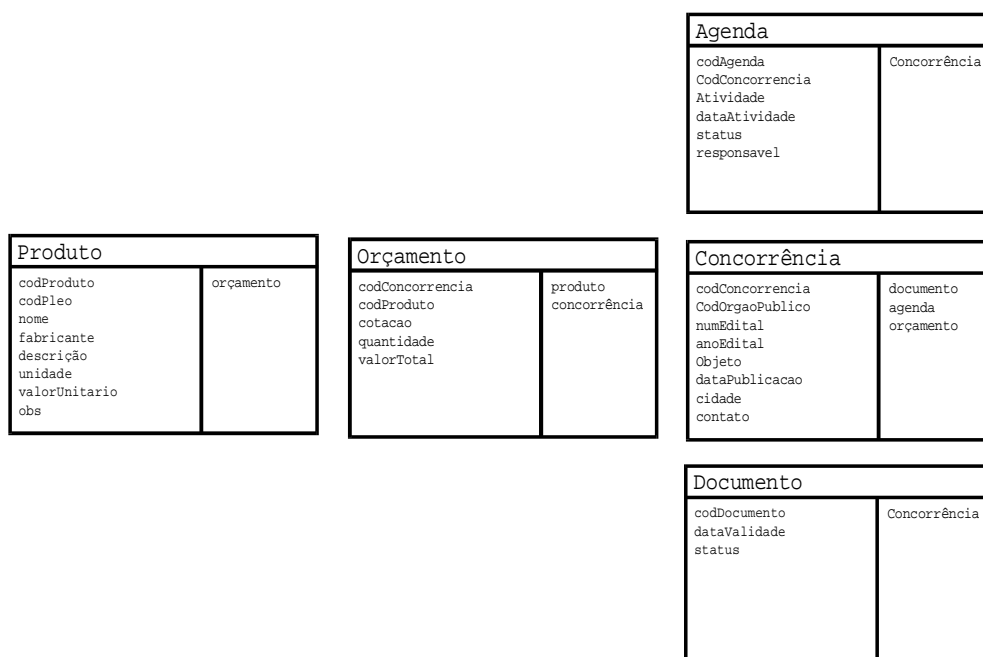 Agenda
codAgenda
CodConcorrencia
Atividade
dataAtividade
status
responsavel
Concorrência
Produto
codProduto
codPleo
nome
fabricante
descrição
unidade
valorUnitario
obs
orçamento
Orçamento
codConcorrencia
codProduto
cotacao
quantidade
valorTotal
produto
concorrência
Concorrência
codConcorrencia
CodOrgaoPublico
numEdital
anoEdital
Objeto
dataPublicacao
cidade
contato
documento
agenda
orçamento
Documento
codDocumento
dataValidade
status
Concorrência